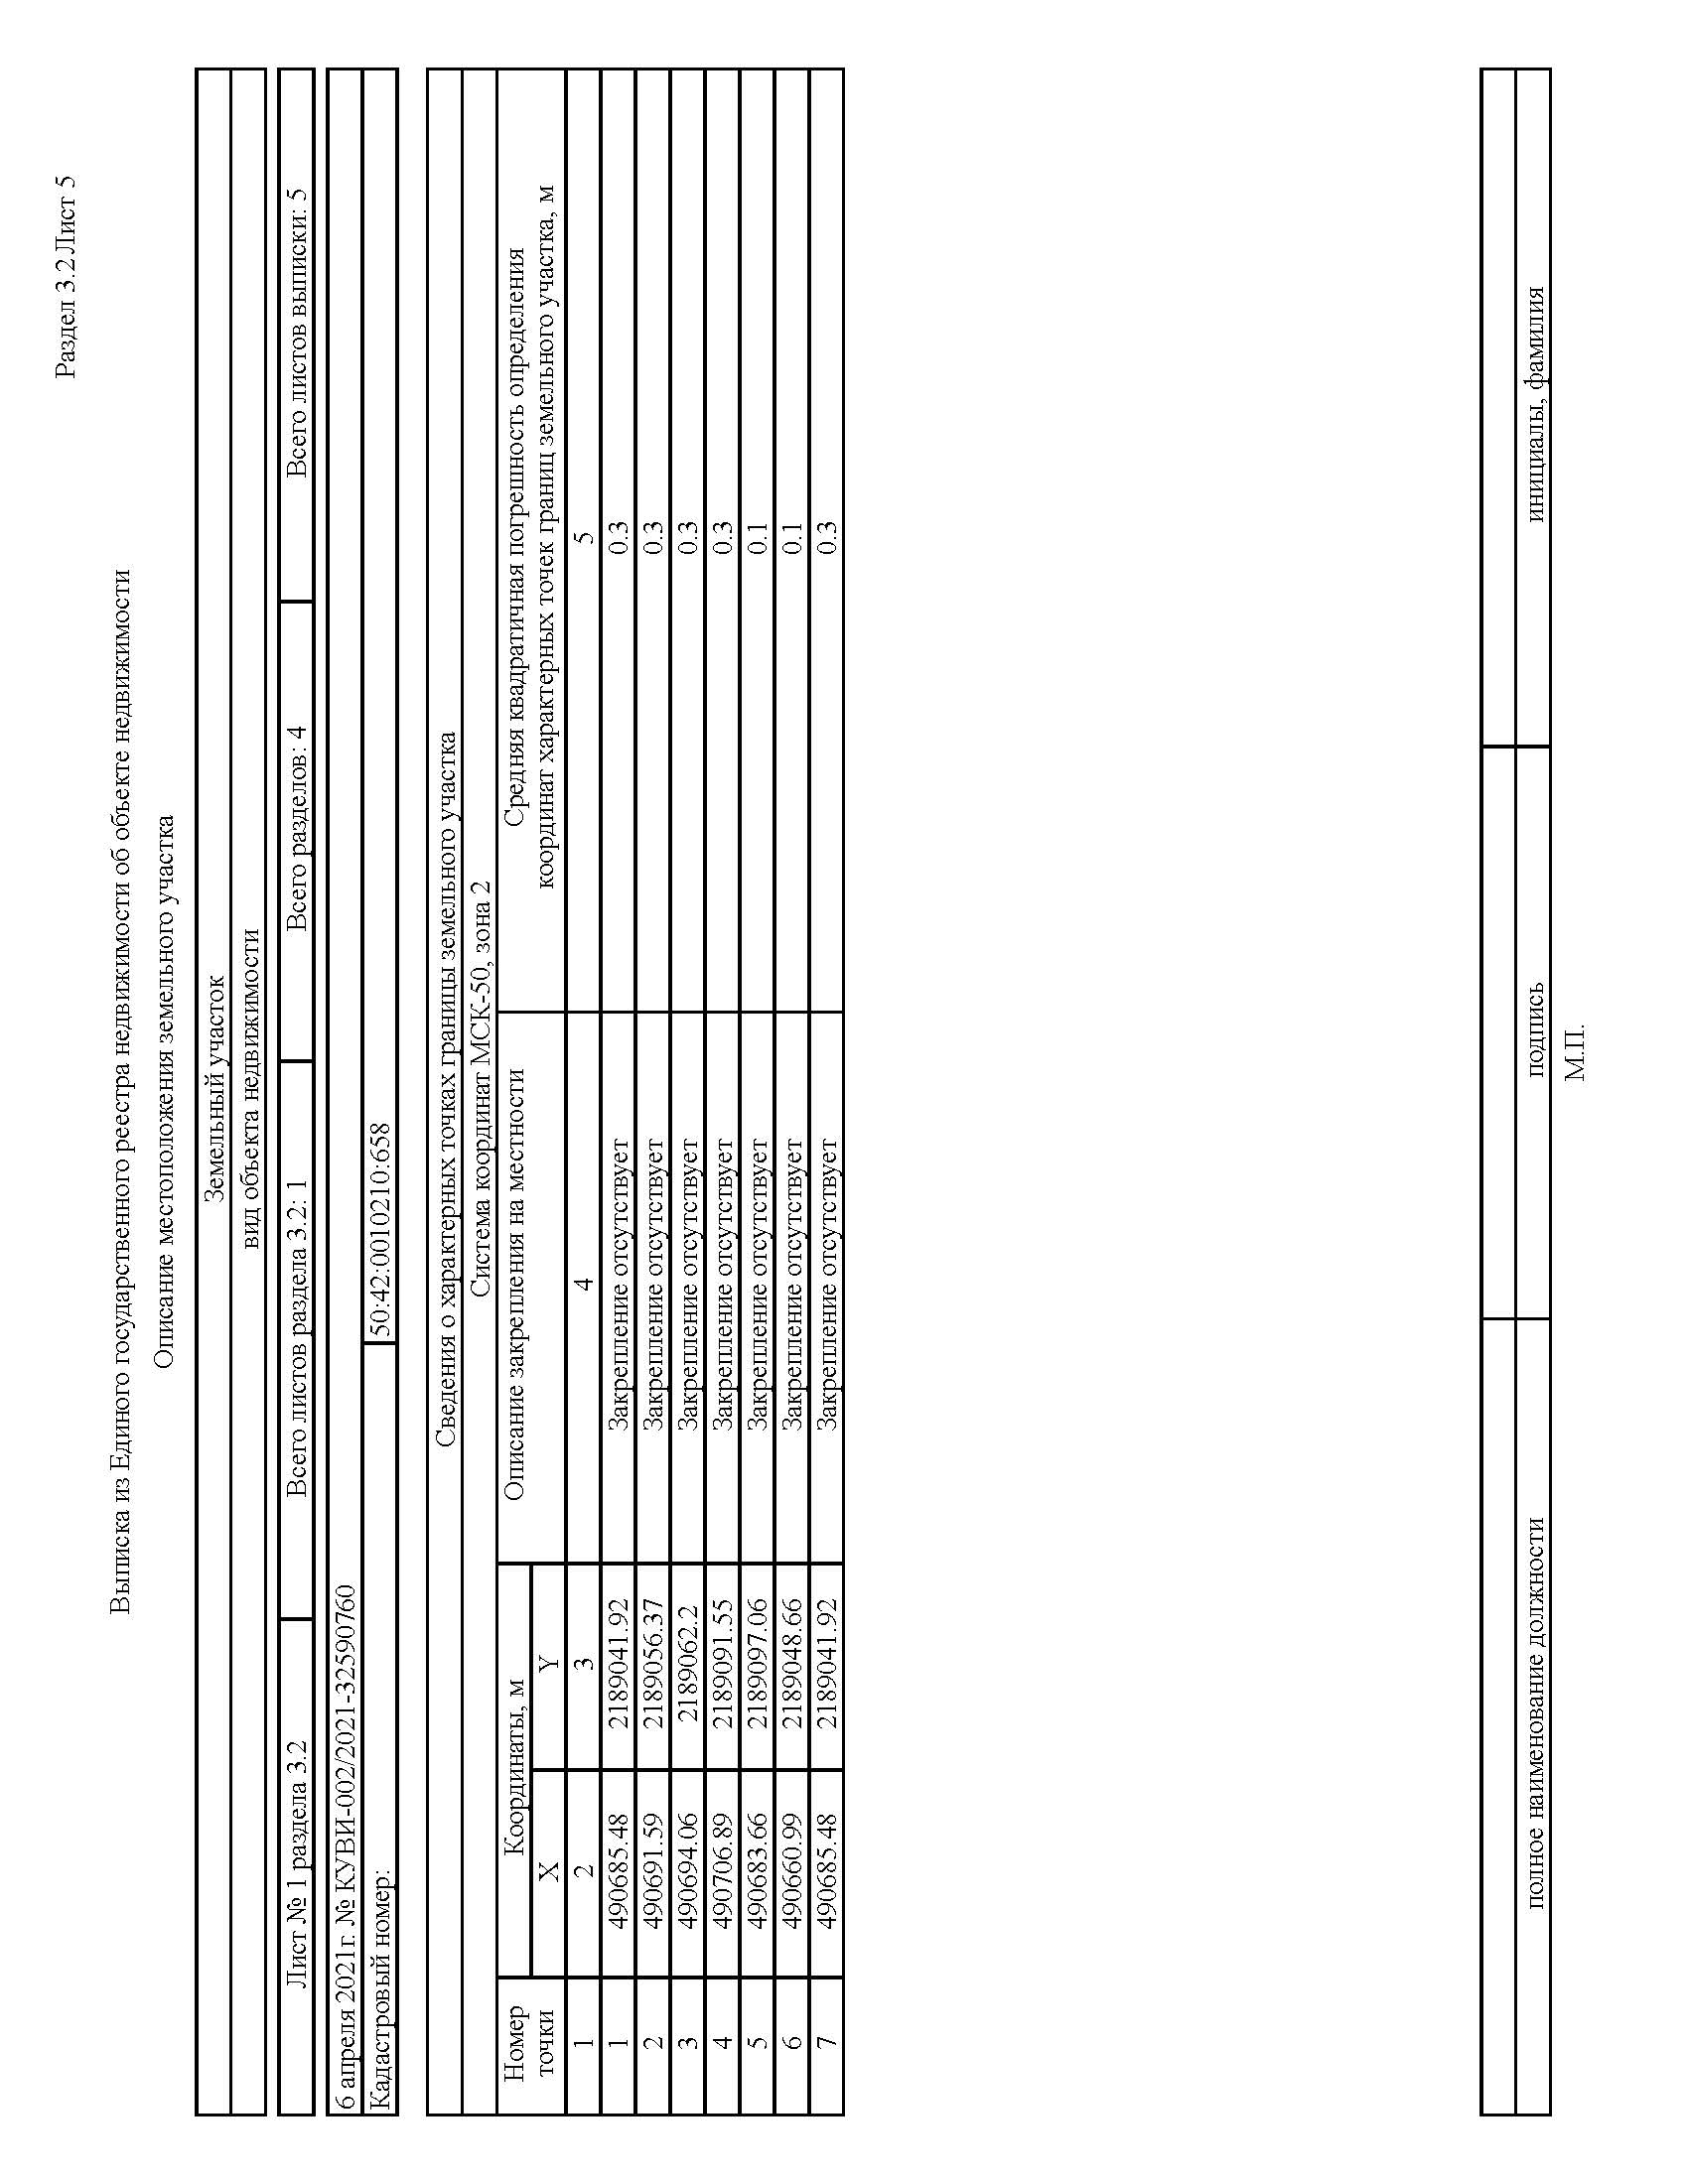 Раздел 3.2 Лист 5
Выписка из Единого государственного реестра недвижимости об объекте недвижимости
Описание местоположения земельного участка
Земельный участок
вид объекта недвижимости
Лист № 1 раздела 3.2 Всего листов раздела 3.2: 1 Всего разделов: 4 Всего листов выписки: 5
6 апреля 2021г. № КУВИ-002/2021-32590760
Кадастровый номер: 50:42:0010210:658
Сведения о характерных точках границы земельного участка
Система координат МСК-50, зона 2
Номер точки Координаты, м Описание закрепления на местности Средняя квадратичная погрешность определения
координат характерных точек границ земельного участка, м
X Y
1 2 3 4 5
1 490685.48 2189041.92 Закрепление отсутствует 0.3
2 490691.59 2189056.37 Закрепление отсутствует 0.3
3 490694.06 2189062.2 Закрепление отсутствует 0.3
4 490706.89 2189091.55 Закрепление отсутствует 0.3
5 490683.66 2189097.06 Закрепление отсутствует 0.1
6 490660.99 2189048.66 Закрепление отсутствует 0.1
7 490685.48 2189041.92 Закрепление отсутствует 0.3
полное наименование должности подпись инициалы, фамилия
М.П.